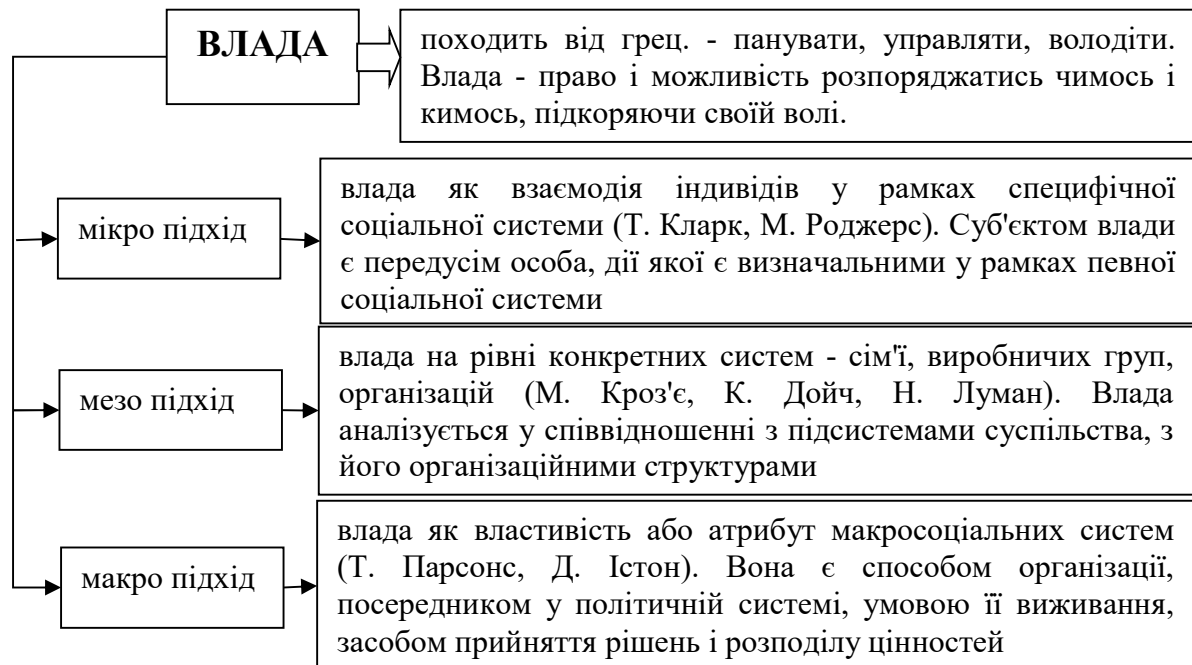 ВЛАДА
походить від грец. - панувати, управляти, володіти.
Влада - право і можливість розпоряджатись чимось і
кимось, підкоряючи своїй волі.
мікро підхід
влада як взаємодія індивідів у рамках специфічної
соціальної системи (Т. Кларк, М. Роджерс). Суб'єктом влади
є передусім особа, дії якої є визначальними у рамках певної
соціальної системи
мезо підхід
влада на рівні конкретних систем - сім'ї, виробничих груп,
організацій (М. Кроз'є, К. Дойч, Н. Луман). Влада
аналізується у співвідношенні з підсистемами суспільства, з
його організаційними структурами
макро підхід
влада як властивість або атрибут макросоціальних систем
(Т. Парсонс, Д. Істон). Вона є способом організації,
посередником у політичній системі, умовою її виживання,
засобом прийняття рішень і розподілу цінностей